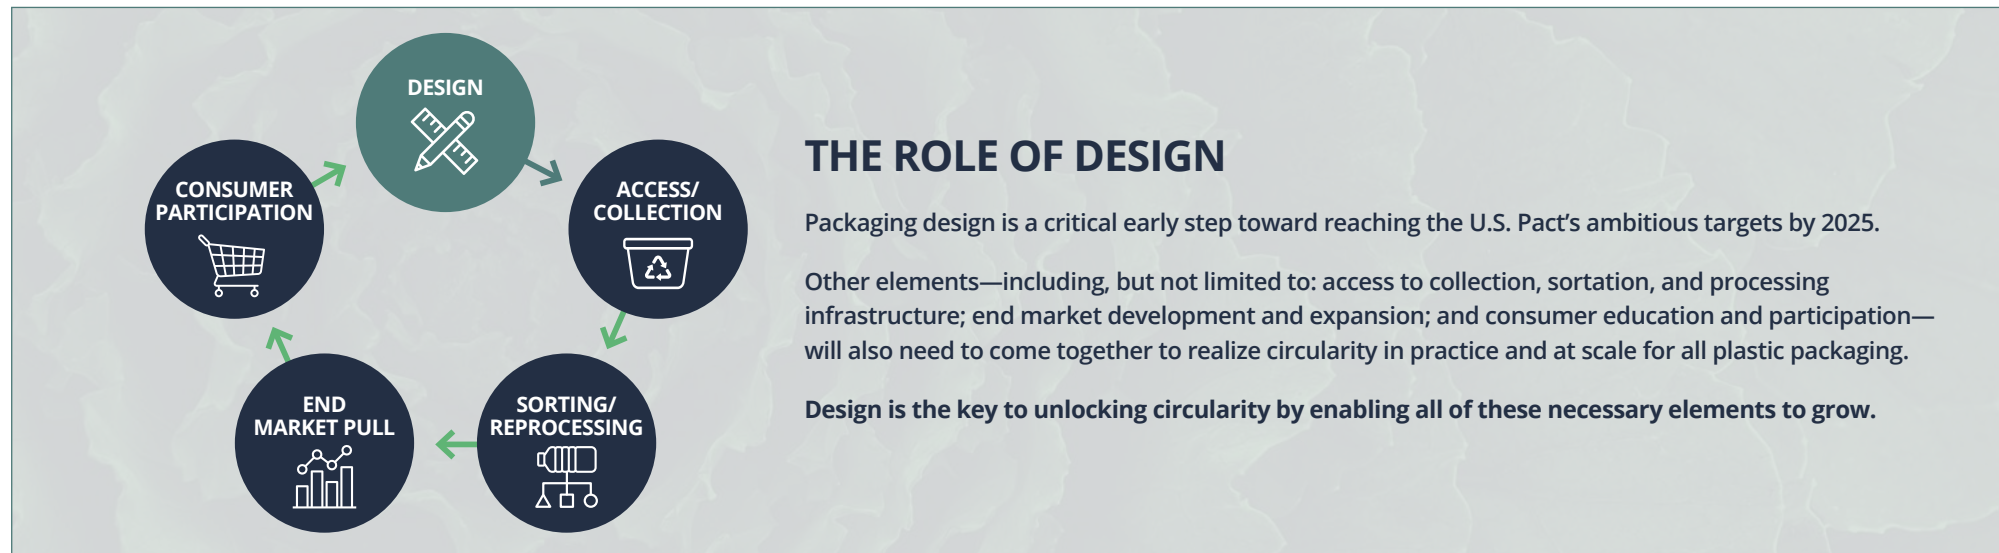 DESIGN
CONSUMER
PARTICIPATION
ACCESS/
COLLECTION
END
MARKET PULL
SORTING/
REPROCESSING
THE ROLE OF DESIGN
Packaging design is a critical early step toward reaching the U.S. Pact’s ambitious targets by 2025.
Other elements—including, but not limited to: access to collection, sortation, and processing
infrastructure; end market development and expansion; and consumer education and participation—
will also need to come together to realize circularity in practice and at scale for all plastic packaging.
Design is the key to unlocking circularity by enabling all of these necessary elements to grow.